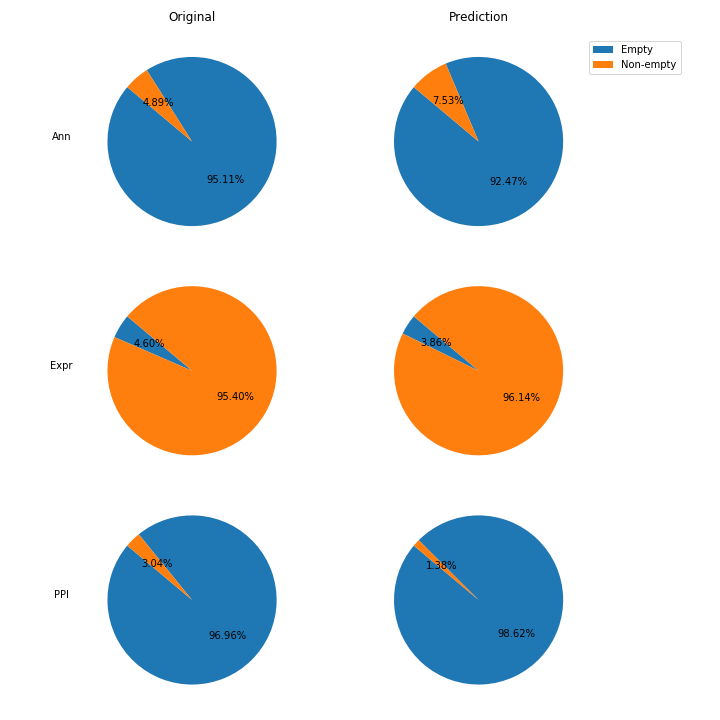 Original
Prediction
Empty
Non-empty
Ann
4.89%
95.11%
7.53%
92.47%
Expr
4.60%
95.40%
3.86%
96.14%
PPI
3.04%
96.96%
1.38%
98.62%